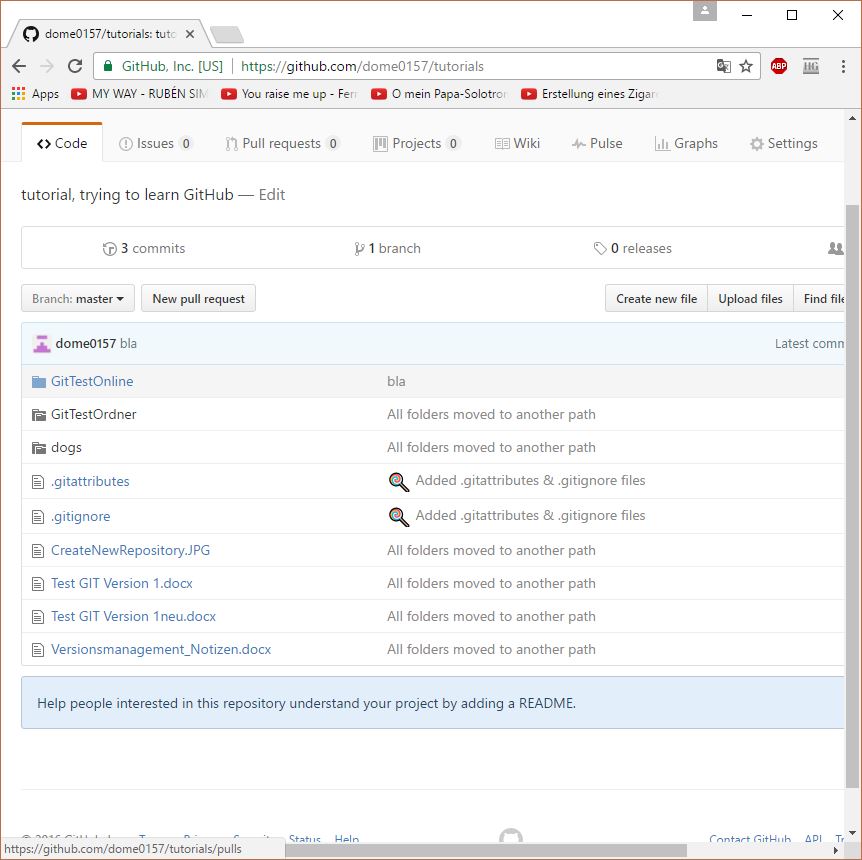 dome0157/tutorials: tuto
GitHub, Inc. [US] https://github.com/dome0157/tutorials
Apps MY WAY - RUBÉN SIM You raise me up - Ferr O mein Papa-Solotron Erstellung eines Zigar
Code Issues 0 Pull requests 0 Projects 0 Wiki Pulse Graphs Settings
tutorial, trying to learn GitHub — Edit
3 commits 1 branch 0 releases
Branch: master New pull request Create new file Upload files Find file
dome0157 bla Latest comm
GitTestOnline bla
GitTestOrdner All folders moved to another path
dogs All folders moved to another path
.gitattributes Added .gitattributes & .gitignore files
.gitignore Added .gitattributes & .gitignore files
CreateNewRepository.JPG All folders moved to another path
Test GIT Version 1.docx All folders moved to another path
Test GIT Version 1neu.docx All folders moved to another path
Versionsmanagement_Notizen.docx All folders moved to another path
Help people interested in this repository understand your project by adding a README.
Status Help Contact GitHub API
https://github.com/dome0157/tutorials/pulls